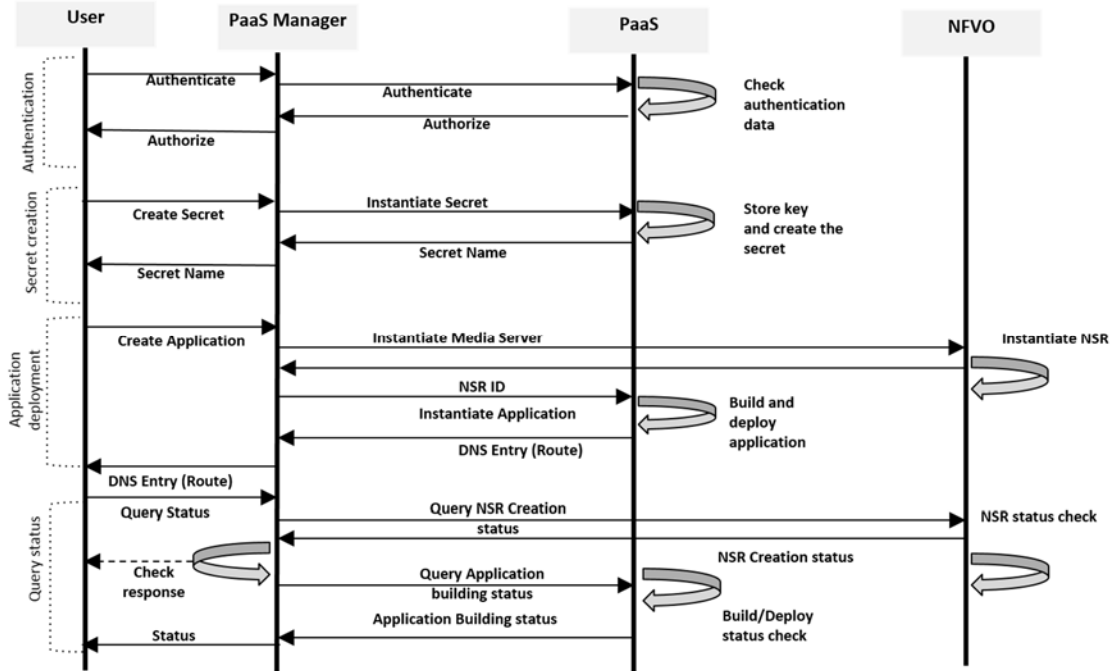 User
PaaS Manager
PaaS
NFVO
Authentication
Authenticate
Authenticate
Check
authentication
data
Authorize
Authorize
Secret creation
Create Secret
Instantiate Secret
Store key
and create the
secret
Secret Name
Secret Name
Application
deployment
Create Application
Instantiate Media Server
Instantiate NSR
NSR ID
Instantiate Application
Build and
deploy
application
DNS Entry (Route)
DNS Entry (Route)
Query status
Query Status
Query NSR Creation
status
NSR status check
NSR Creation status
Check
response
Query Application
building status
Build/Deploy
status check
Application Building status
Status